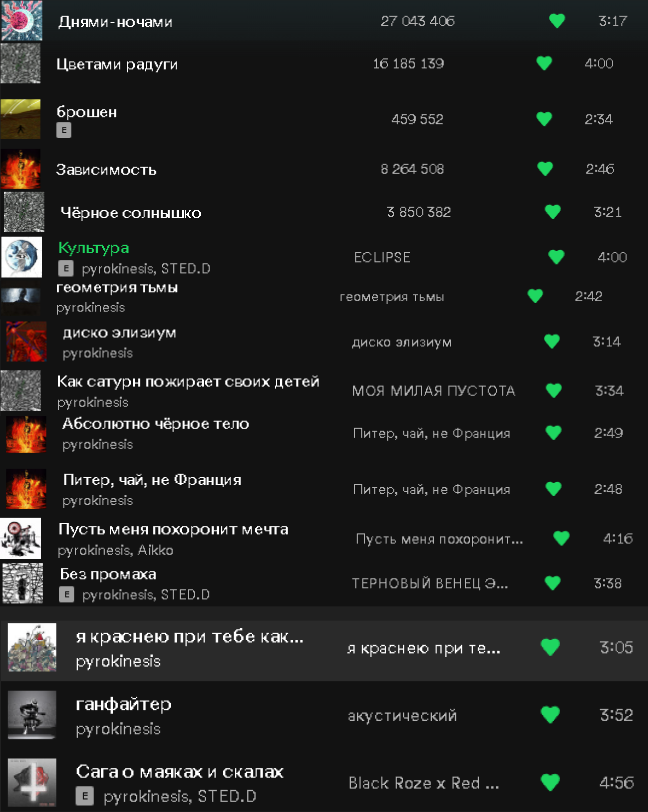 Днями-ночами 27 043 406 3:17
Цветами радуги 16 185 139 4:00
брошен 459 552 2:34
E
Зависимость 8 264 508 2:46
Чёрное солнышко 3 850 382 3:21
Культура ECLIPSE 4:00
E pyrokinesis, STED.D
геометрия тьмы геометрия тьмы 2:42
pyrokinesis
диско элизиум диско элизиум 3:14
pyrokinesis
Как сатурн пожирает своих детей МОЯ МИЛАЯ ПУСТОТА 3:34
pyrokinesis
Абсолютно чёрное тело Питер, чай, не Франция 2:49
pyrokinesis
Питер, чай, не Франция Питер, чай, не Франция 2:48
pyrokinesis
Пусть меня похоронит мечта Пусть меня похоронит... 4:16
pyrokinesis, Aikko
Без промаха ТЕРНОВЫЙ ВЕНЕЦ Э... 3:38
E pyrokinesis, STED.D
я краснею при тебе как... я краснею при те... 3:05
pyrokinesis
ганфайтер акустический 3:52
pyrokinesis
Сага о маяках и скалах Black Roze x Red ... 4:56
E pyrokinesis, STED.D